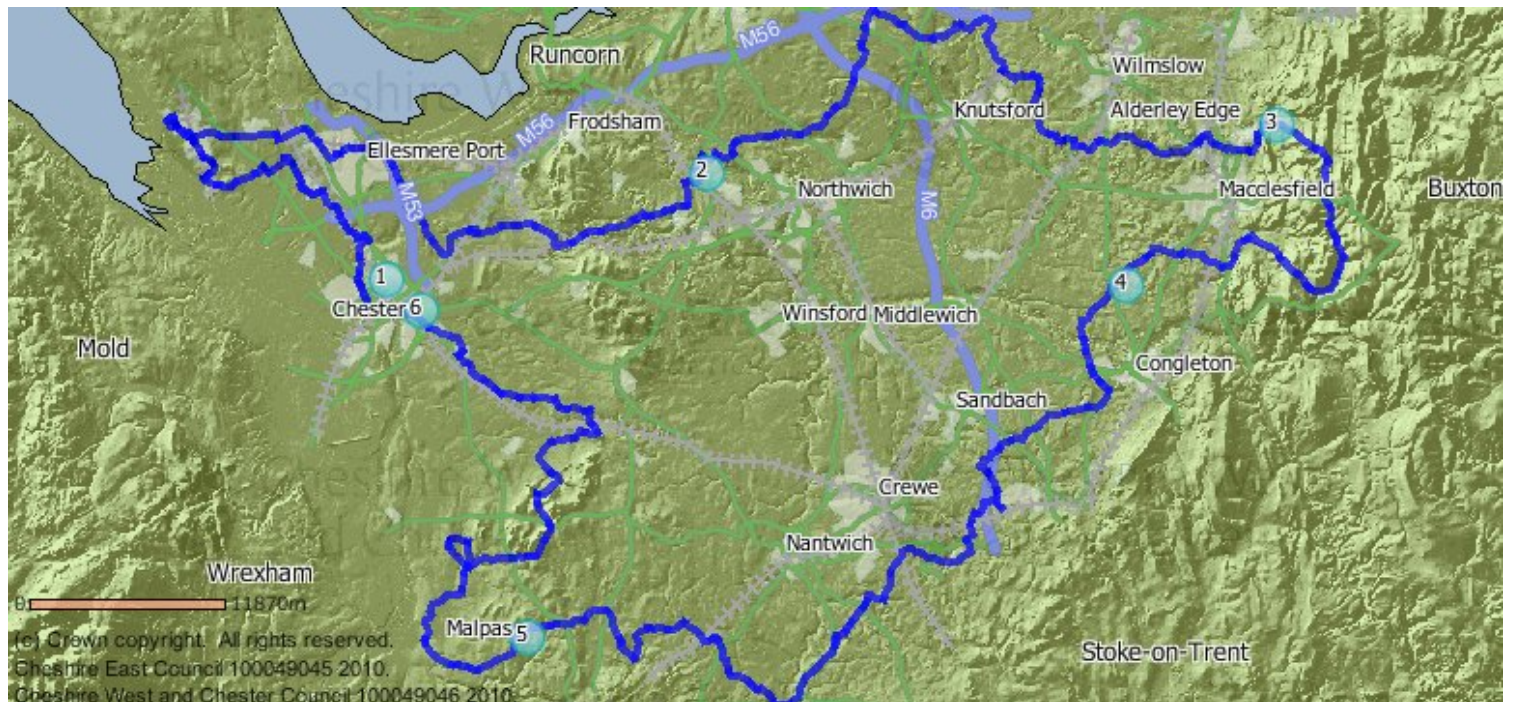 Runcorn
M56
Wilmslow
Cheshire W
Knutsford
Alderley Edge
Frodsham
M56
3
Ellesmere Port
2
Northwich
Macclesfield
Buxton
M53
M6
1
4
Chester 6
Winsford
Middlewich
Mold
Congleton
Sandbach
Crewe
Nantwich
Wrexham
0 11870m
Malpas 5
(c) Crown copyright. All rights reserved.
Stoke-on-Trent
Cheshire East Council 100049045 2010.
Cheshire West and Chester Council 100049046 2010.